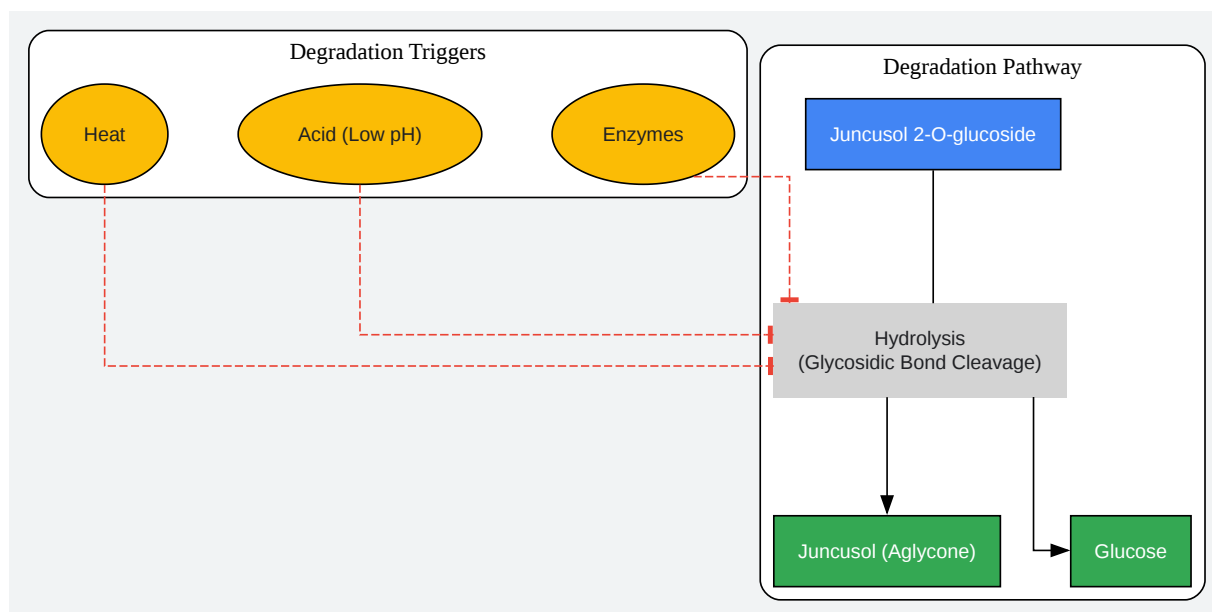 Degradation Triggers
Heat
Acid (Low pH)
Enzymes
Degradation Pathway
Juncusol 2-O-glucoside
Hydrolysis
(Glycosidic Bond Cleavage)
Juncusol (Aglycone)
Glucose